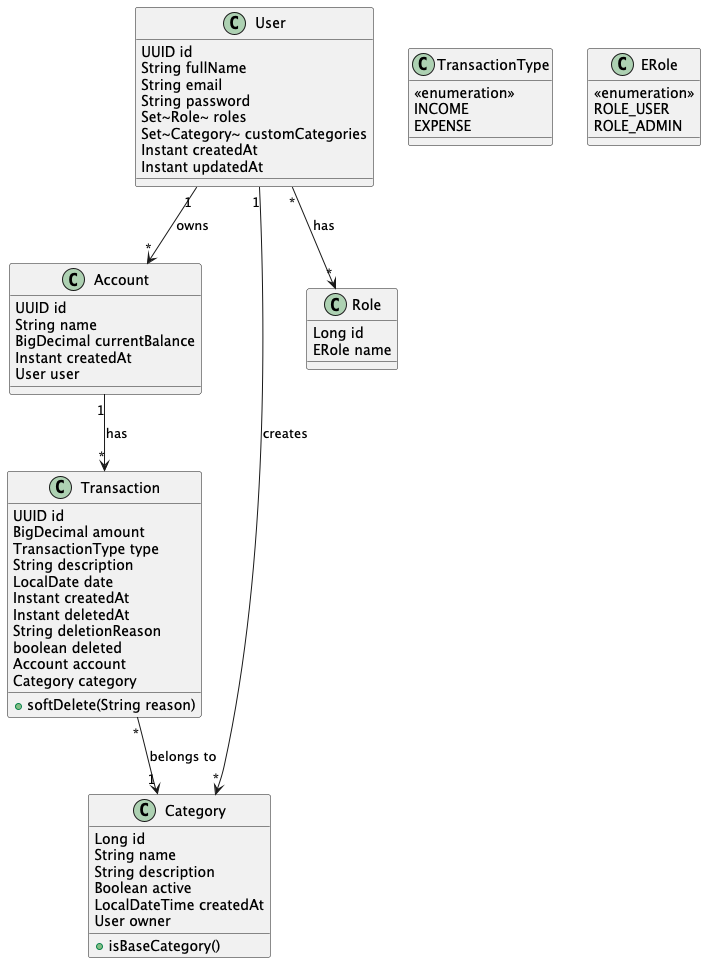 C User
UUID id
String fullName
String email
String password
Set~Role~ roles
Set~Category~ customCategories
Instant createdAt
Instant updatedAt
C TransactionType
«enumeration»
INCOME
EXPENSE
C ERole
«enumeration»
ROLE_USER
ROLE_ADMIN
1
owns
*
1
creates
*
*
has
*
C Account
UUID id
String name
BigDecimal currentBalance
Instant createdAt
User user
C Role
Long id
ERole name
1
has
*
C Transaction
UUID id
BigDecimal amount
TransactionType type
String description
LocalDate date
Instant createdAt
Instant deletedAt
String deletionReason
boolean deleted
Account account
Category category
softDelete(String reason)
*
belongs to
1
C Category
Long id
String name
String description
Boolean active
LocalDateTime createdAt
User owner
isBaseCategory()